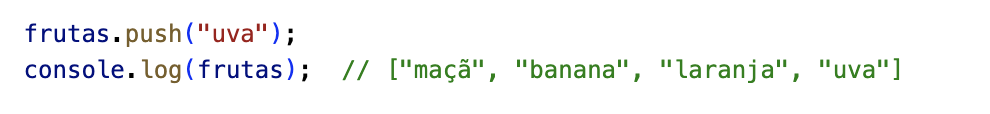 frutas.push("uva");
console.log(frutas);  // ["maçã", "banana", "laranja", "uva"]